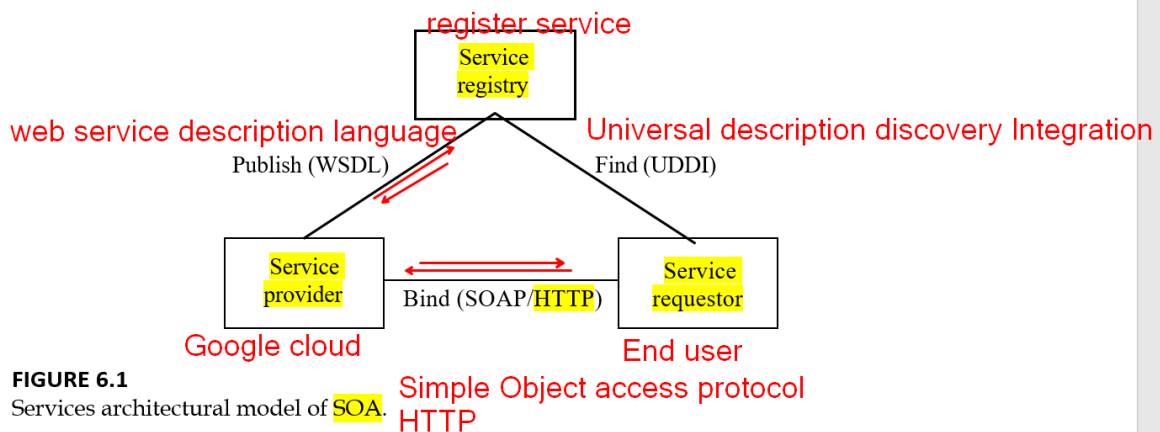 register service
Service
registry
web service description language
Universal description discovery Integration
Publish (WSDL)
Find (UDDI)
Service
provider
Service
requestor
Bind (SOAP/HTTP)
Google cloud
End user
FIGURE 6.1
Simple Object access protocol
Services architectural model of SOA.
HTTP